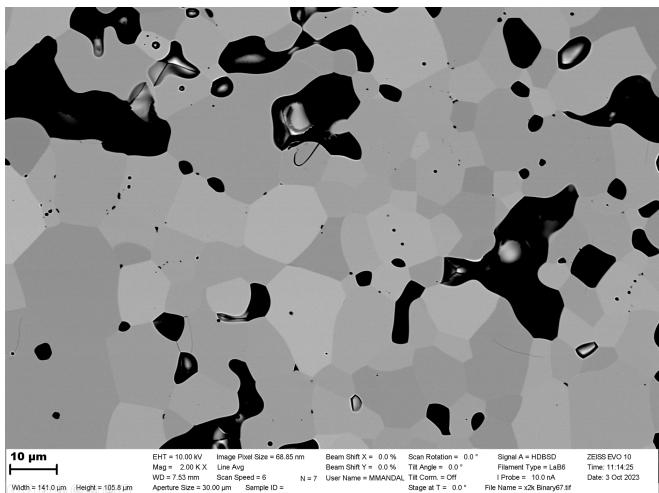 10 µm
EHT = 10.00 kV Image Pixel Size = 68.85 nm Beam Shift X = 0.0 % Scan Rotation = 0.0 ° Signal A = HDBSD ZEISS EVO 10
Mag = 2.00 K X Line Avg Beam Shift Y = 0.0 % Tilt Angle = 0.0 ° Filament Type = LaB6 Time: 11:14:25
WD = 7.53 mm Scan Speed = 6 N = 7 User Name = MMANDAL Tilt Corrn. = Off I Probe = 10.0 nA Date: 3 Oct 2023
Width = 141.0 µm Height = 105.8 µm Aperture Size = 30.00 µm Sample ID = Stage at T = 0.0 ° File Name = x2k Binary67.tif